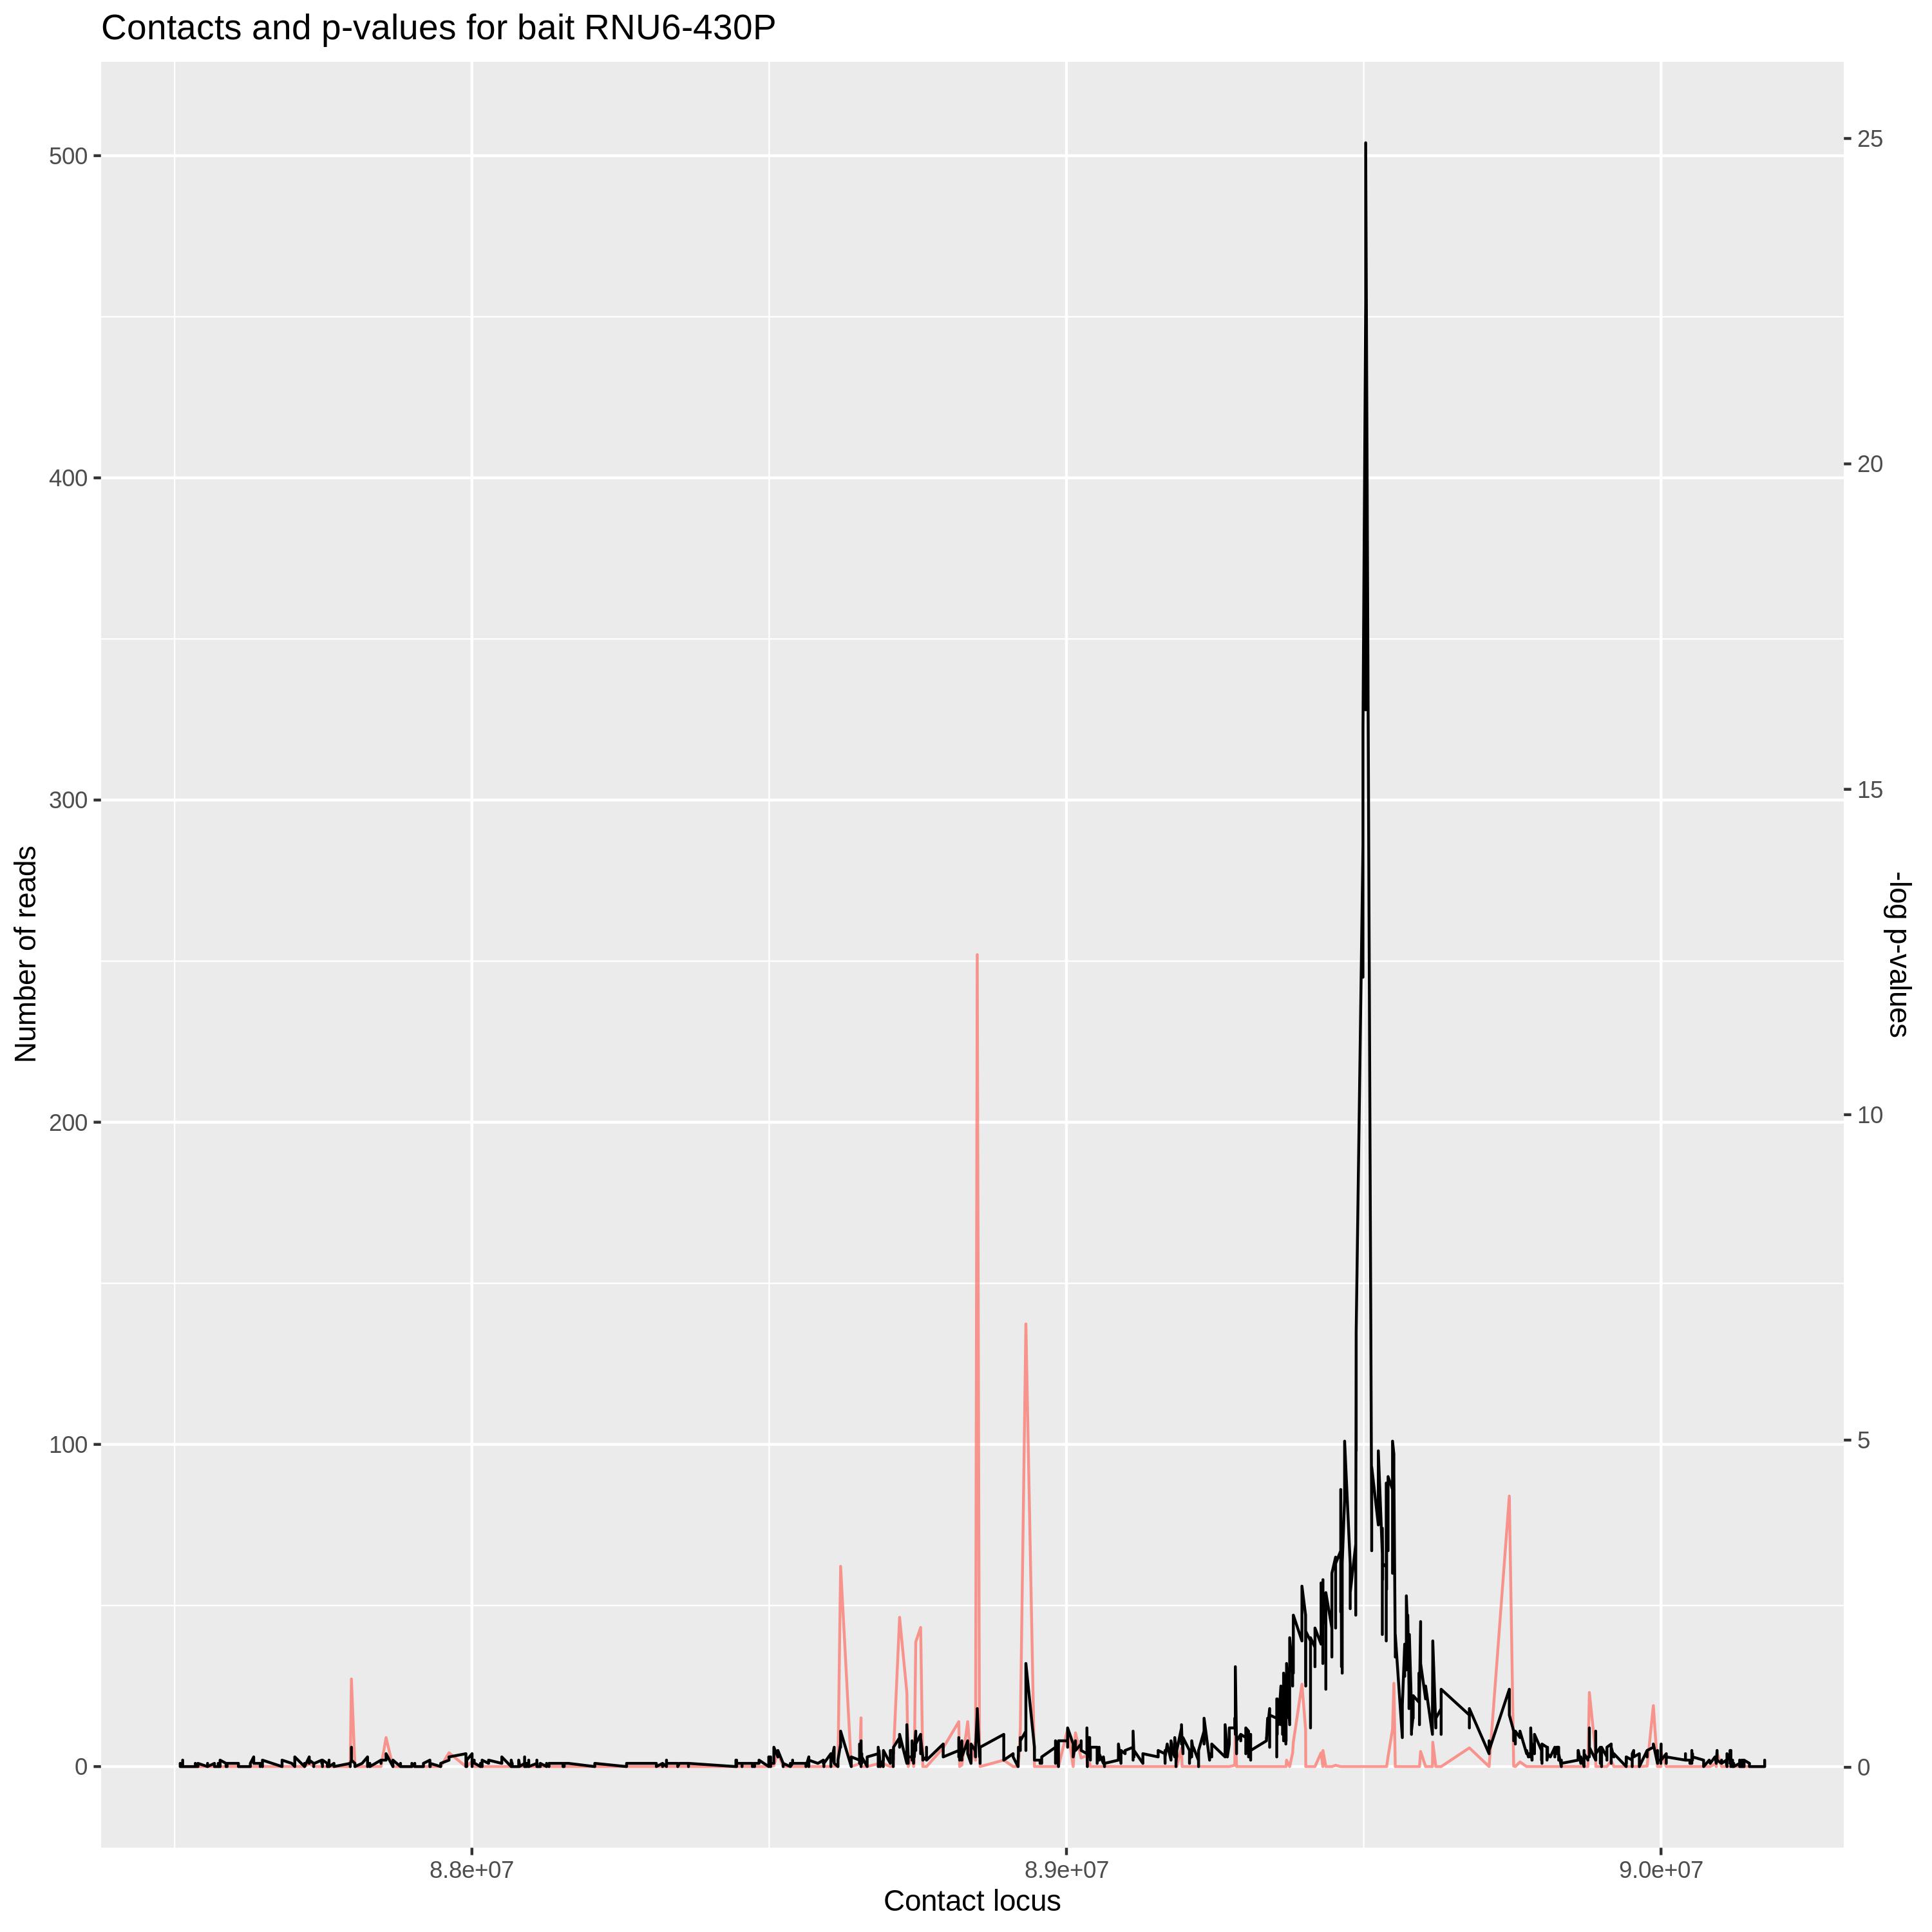 Contacts and p-values for bait RNU6-430P
500
400
300
200
100
0
Number of reads
25
20
15
10
5
0
-log p-values
8.8e+07
8.9e+07
9.0e+07
Contact locus